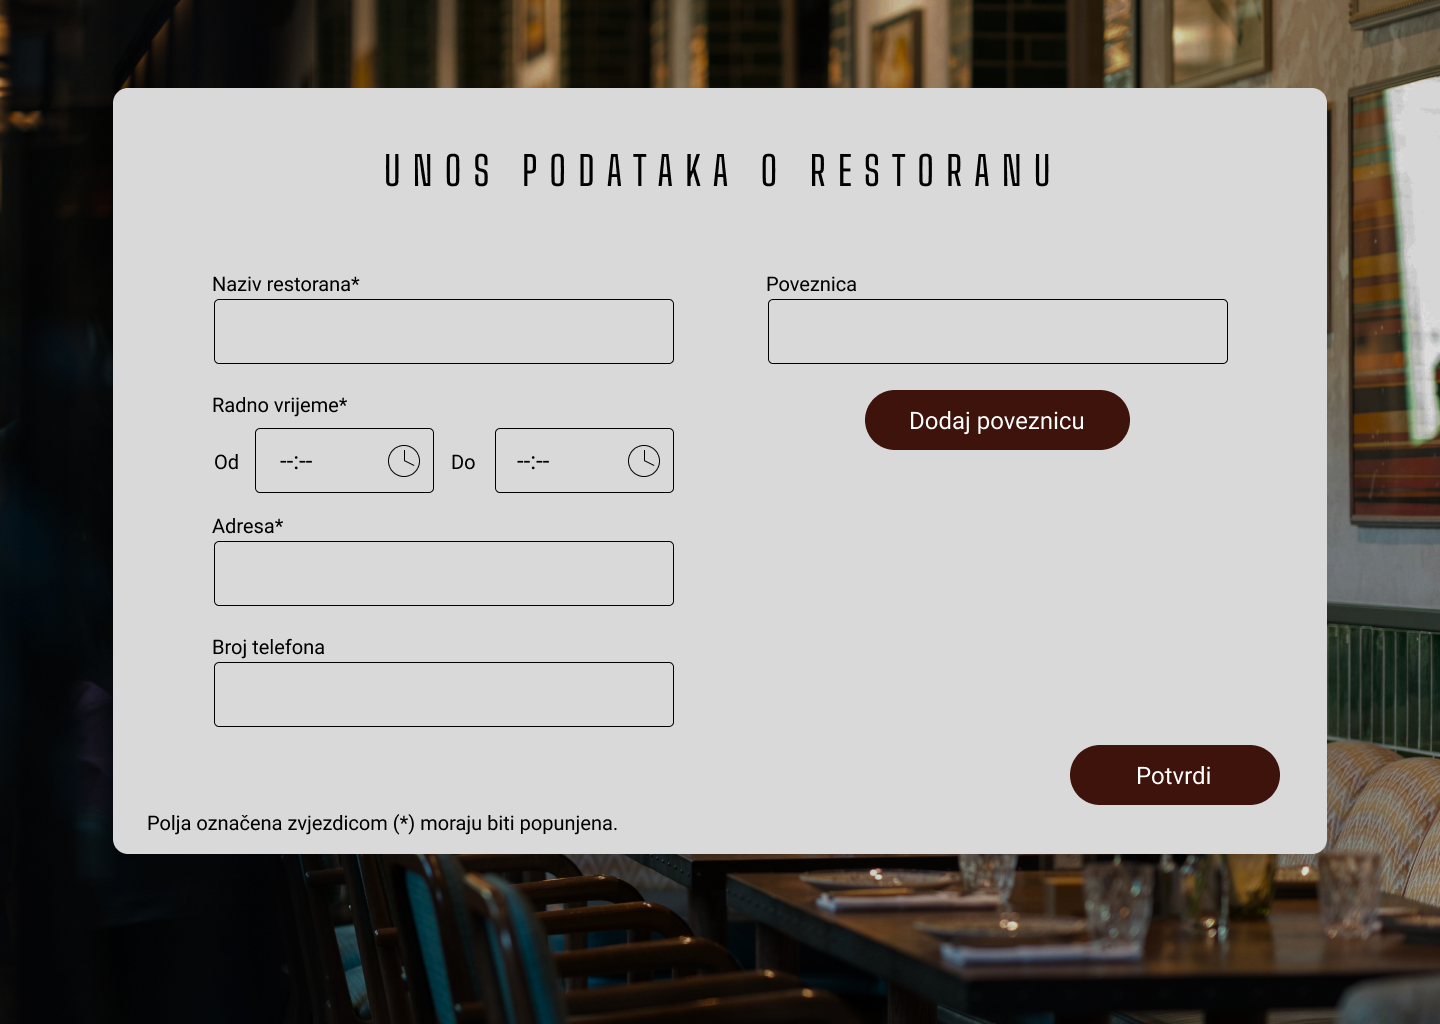 UNOS PODATAKA O RESTORANU
Naziv restorana*
Radno vrijeme*
Od --:-- Do --:--
Adresa*
Broj telefona
Poveznica
Dodaj poveznicu
Potvrdi
Polja označena zvjezdicom (*) moraju biti popunjena.